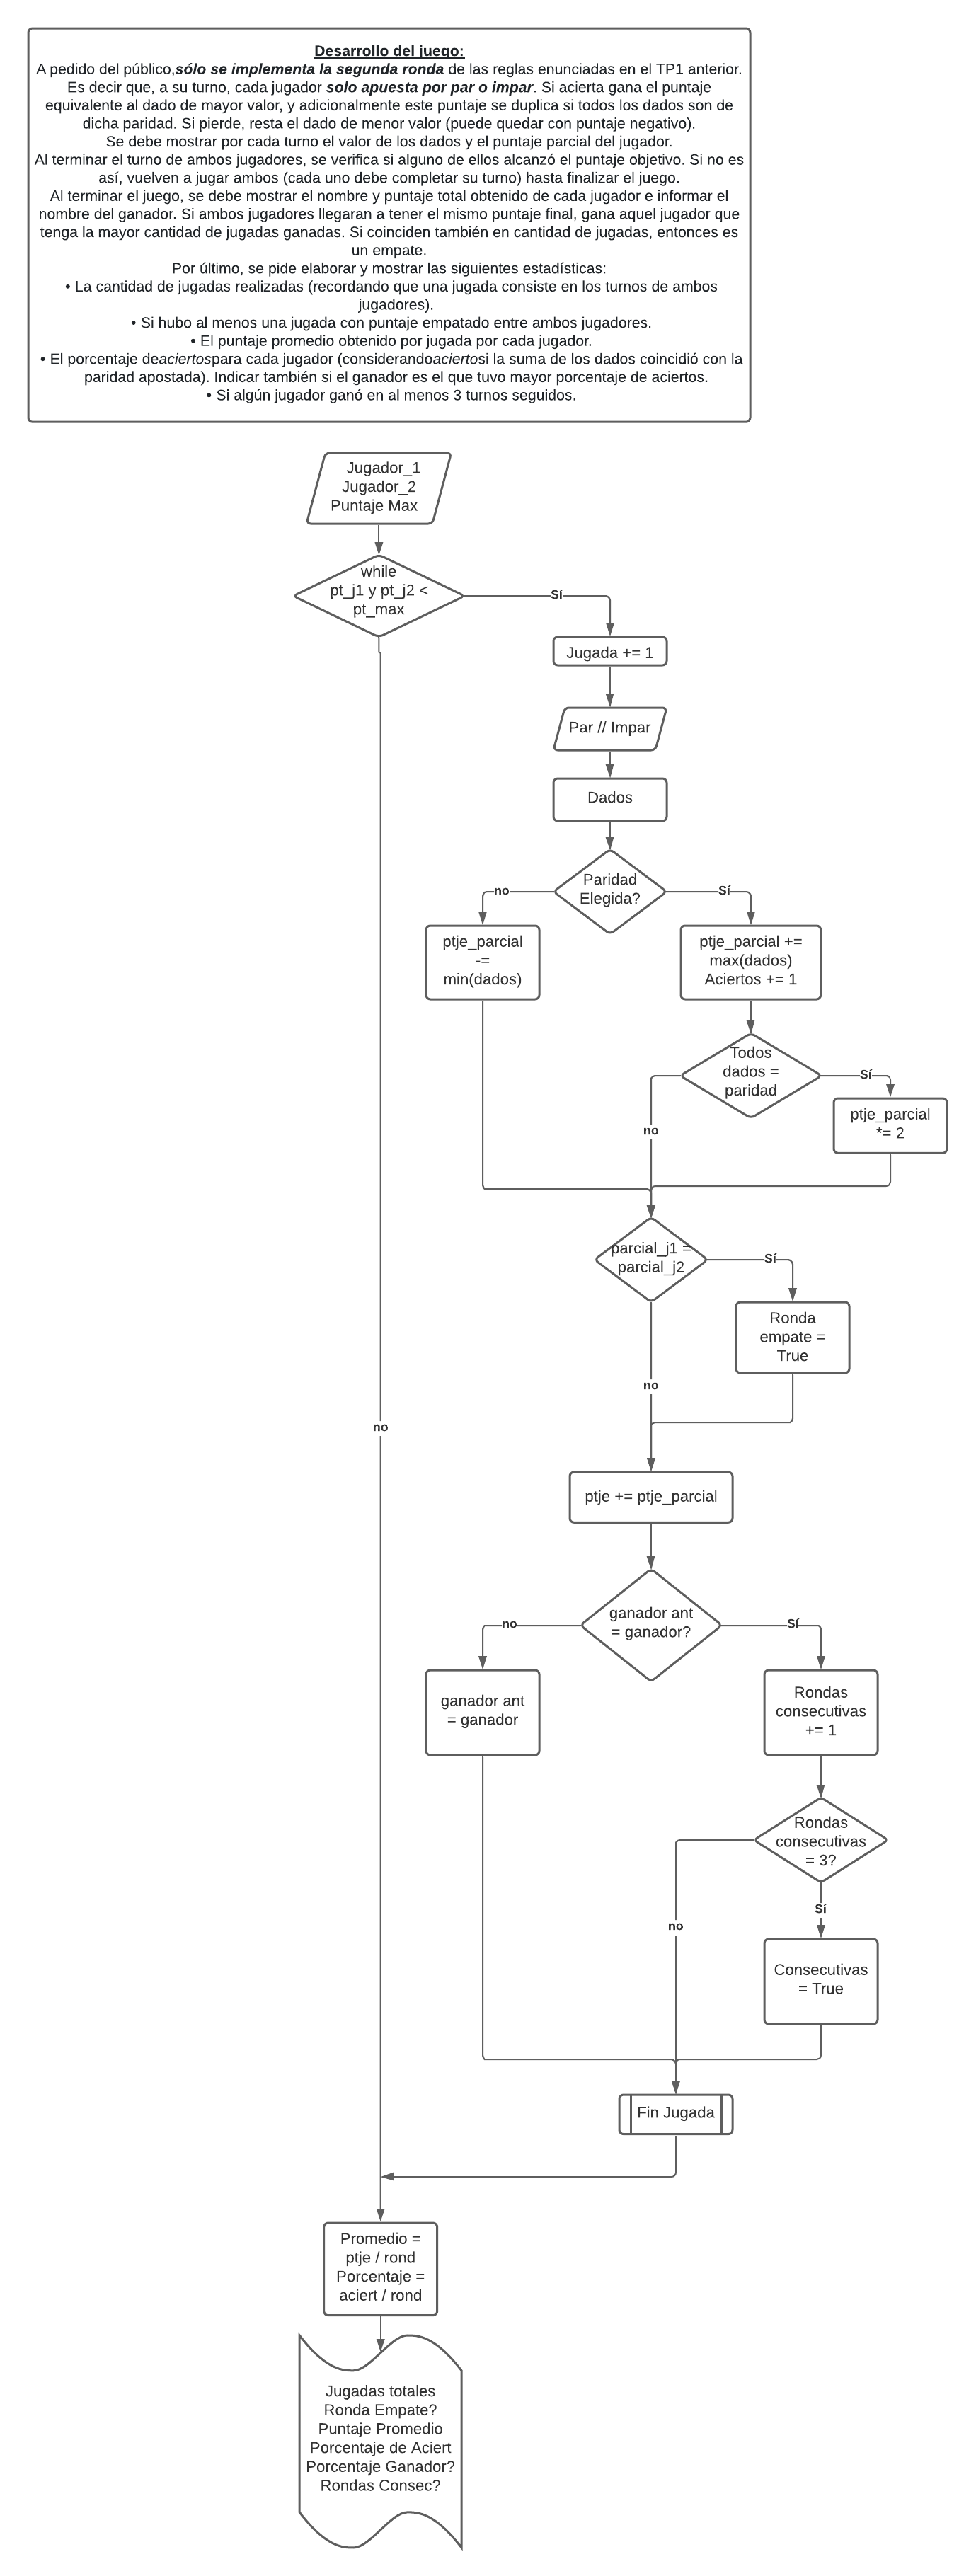 Desarrollo del juego:
A pedido del público,sólo se implementa la segunda ronda de las reglas enunciadas en el TP1 anterior.
Es decir que, a su turno, cada jugador solo apuesta por par o impar. Si acierta gana el puntaje
equivalente al dado de mayor valor, y adicionalmente este puntaje se duplica si todos los dados son de
dicha paridad. Si pierde, resta el dado de menor valor (puede quedar con puntaje negativo).
Se debe mostrar por cada turno el valor de los dados y el puntaje parcial del jugador.
Al terminar el turno de ambos jugadores, se verifica si alguno de ellos alcanzó el puntaje objetivo. Si no es
así, vuelven a jugar ambos (cada uno debe completar su turno) hasta finalizar el juego.
Al terminar el juego, se debe mostrar el nombre y puntaje total obtenido de cada jugador e informar el
nombre del ganador. Si ambos jugadores llegaran a tener el mismo puntaje final, gana aquel jugador que
tenga la mayor cantidad de jugadas ganadas. Si coinciden también en cantidad de jugadas, entonces es
un empate.
Por último, se pide elaborar y mostrar las siguientes estadísticas:
• La cantidad de jugadas realizadas (recordando que una jugada consiste en los turnos de ambos
jugadores).
• Si hubo al menos una jugada con puntaje empatado entre ambos jugadores.
• El puntaje promedio obtenido por jugada por cada jugador.
• El porcentaje deaciertospara cada jugador (considerandoaciertosi la suma de los dados coincidió con la
paridad apostada). Indicar también si el ganador es el que tuvo mayor porcentaje de aciertos.
• Si algún jugador ganó en al menos 3 turnos seguidos.
Jugador_1
Jugador_2
Puntaje Max
while
pt_j1 y pt_j2 <
pt_max
Sí
Jugada += 1
Par // Impar
Dados
Paridad
Elegida?
no
Sí
ptje_parcial
-=
min(dados)
ptje_parcial +=
max(dados)
Aciertos += 1
Todos
dados =
paridad
Sí
no
ptje_parcial
*= 2
parcial_j1 =
parcial_j2
Sí
Ronda
empate =
True
no
no
ptje += ptje_parcial
ganador ant
= ganador?
no
Sí
ganador ant
= ganador
Rondas
consecutivas
+= 1
Rondas
consecutivas
= 3?
Sí
no
Consecutivas
= True
Fin Jugada
Promedio =
ptje / rond
Porcentaje =
aciert / rond
Jugadas totales
Ronda Empate?
Puntaje Promedio
Porcentaje de Aciert
Porcentaje Ganador?
Rondas Consec?